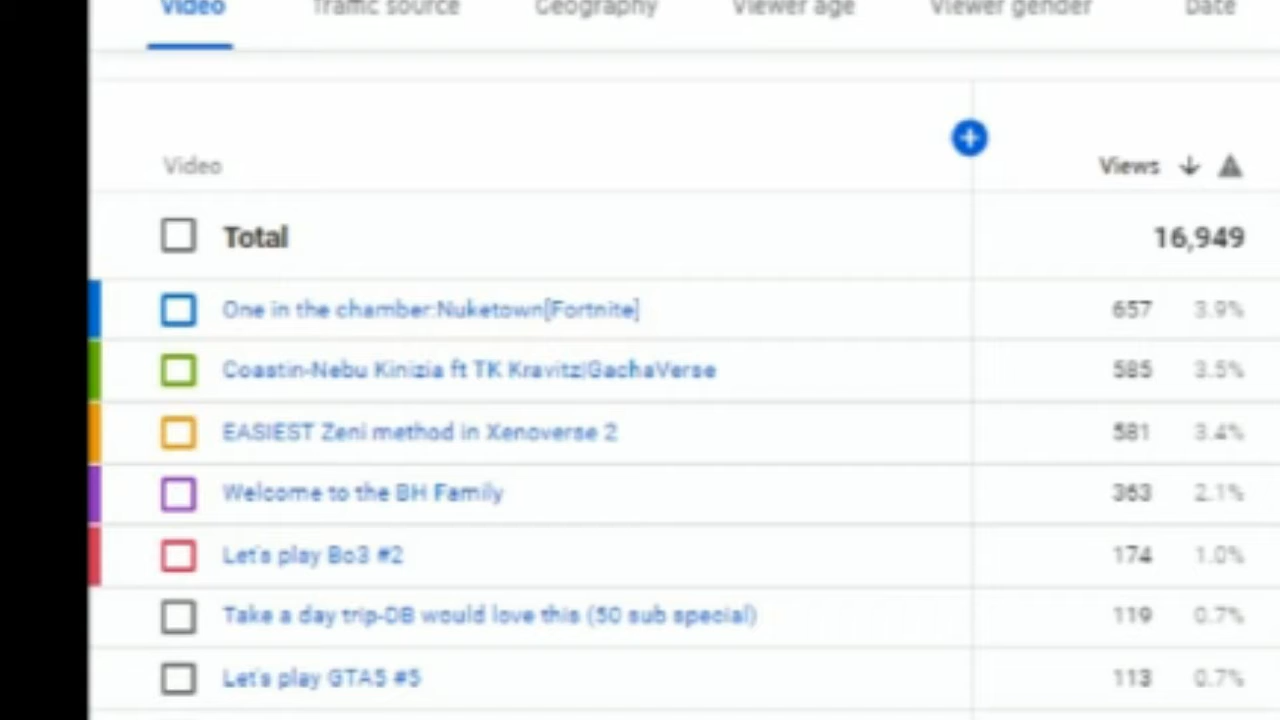 Video Traffic source Geography Viewer age Viewer gender Date
Video Views
Total 16,949
One in the chamber:Nuketown[Fortnite] 657 3.9%
Coastin-Nebu Kinizia ft TK Kravitz|GachaVerse 585 3.5%
EASIEST Zeni method in Xenoverse 2 581 3.4%
Welcome to the BH Family 363 2.1%
Let's play Bo3 #2 174 1.0%
Take a day trip-DB would love this (50 sub special) 119 0.7%
Let's play GTA5 #5 113 0.7%